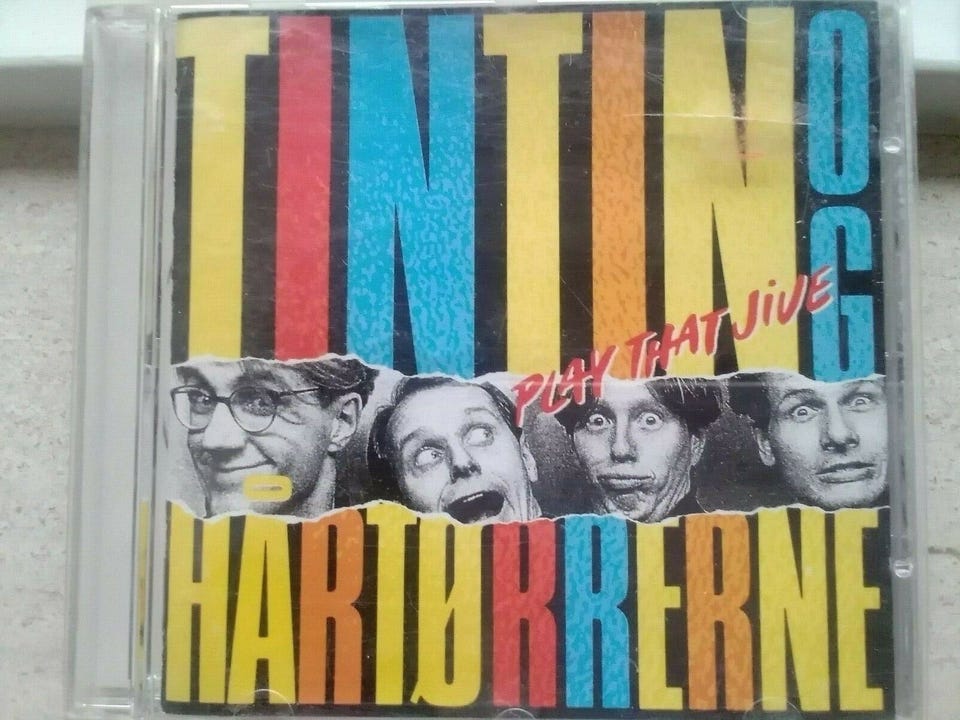 TINTIN OG
PLAY THAT JIVE
HÅRTØRRERNE